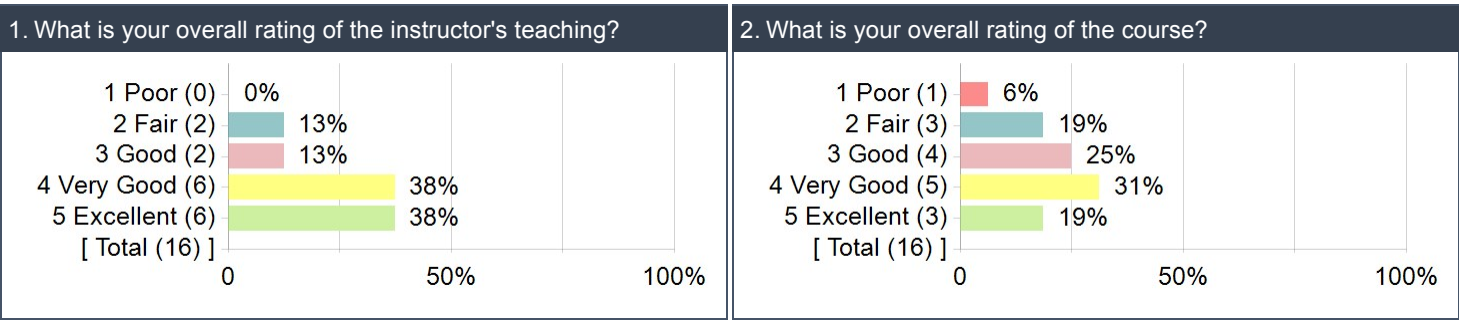 1. What is your overall rating of the instructor's teaching?
1 Poor (0) 0%
2 Fair (2) 13%
3 Good (2) 13%
4 Very Good (6) 38%
5 Excellent (6) 38%
[ Total (16) ]
0 50% 100%
2. What is your overall rating of the course?
1 Poor (1) 6%
2 Fair (3) 19%
3 Good (4) 25%
4 Very Good (5) 31%
5 Excellent (3) 19%
[ Total (16) ]
0 50% 100%